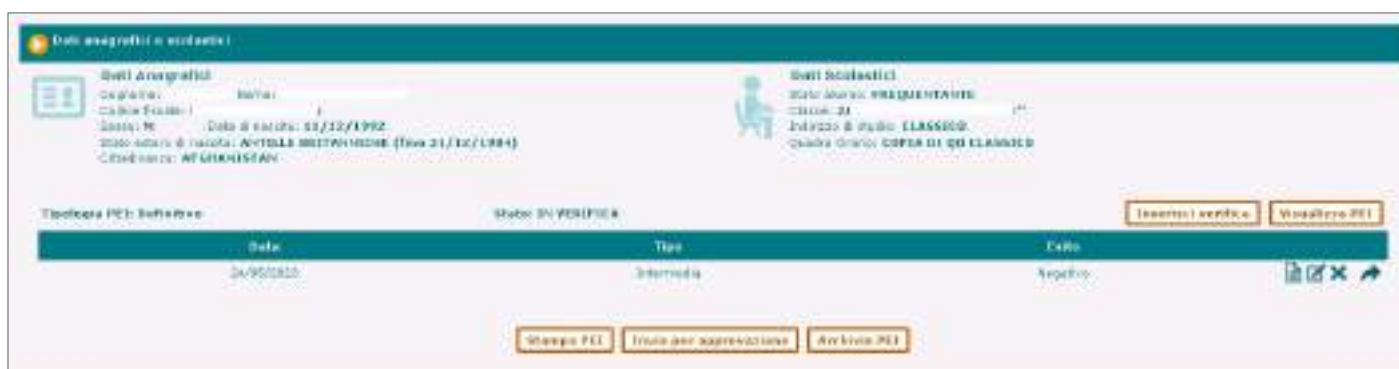 Dati anagrafici e scolastici
Dati Anagrafici
Cognome: Nome:
Codice fiscale:
Sesso: M Data di nascita: 11/12/1992
Stato estero di nascita: ANTILLE BRITANNICHE (fino 21/12/1984)
Cittadinanza: AFGHANISTAN
Dati Scolastici
Stato alunno: FREQUENTANTE
Classe:
Indirizzo di studio: CLASSICO
Quadro Orario: COPIA DI QO CLASSICO
Tipologia PEI: Definitivo
Stato: IN VERIFICA
Inserisci verifica
Visualizza PEI
Data Tipo Esito
Intermedia Negativo
Stampa PEI
Invia per approvazione
Archivia PEI